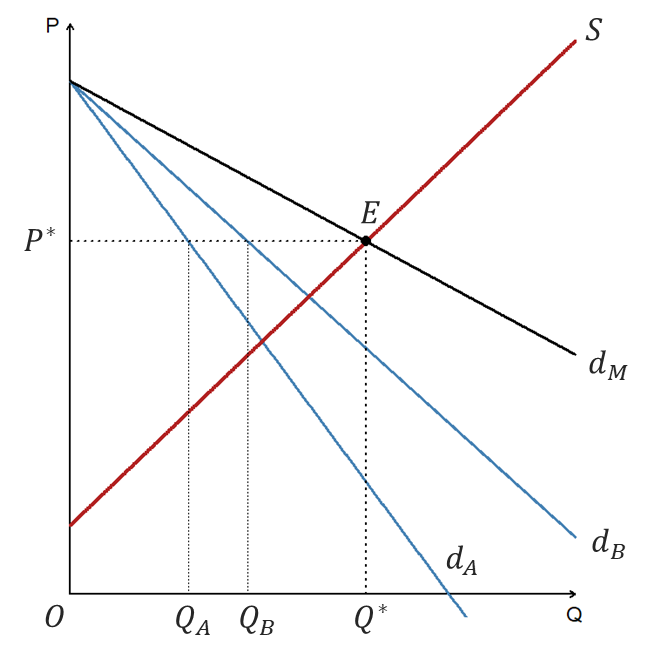 P
S
E
P*
d_M
d_B
d_A
O Q_A Q_B Q* Q